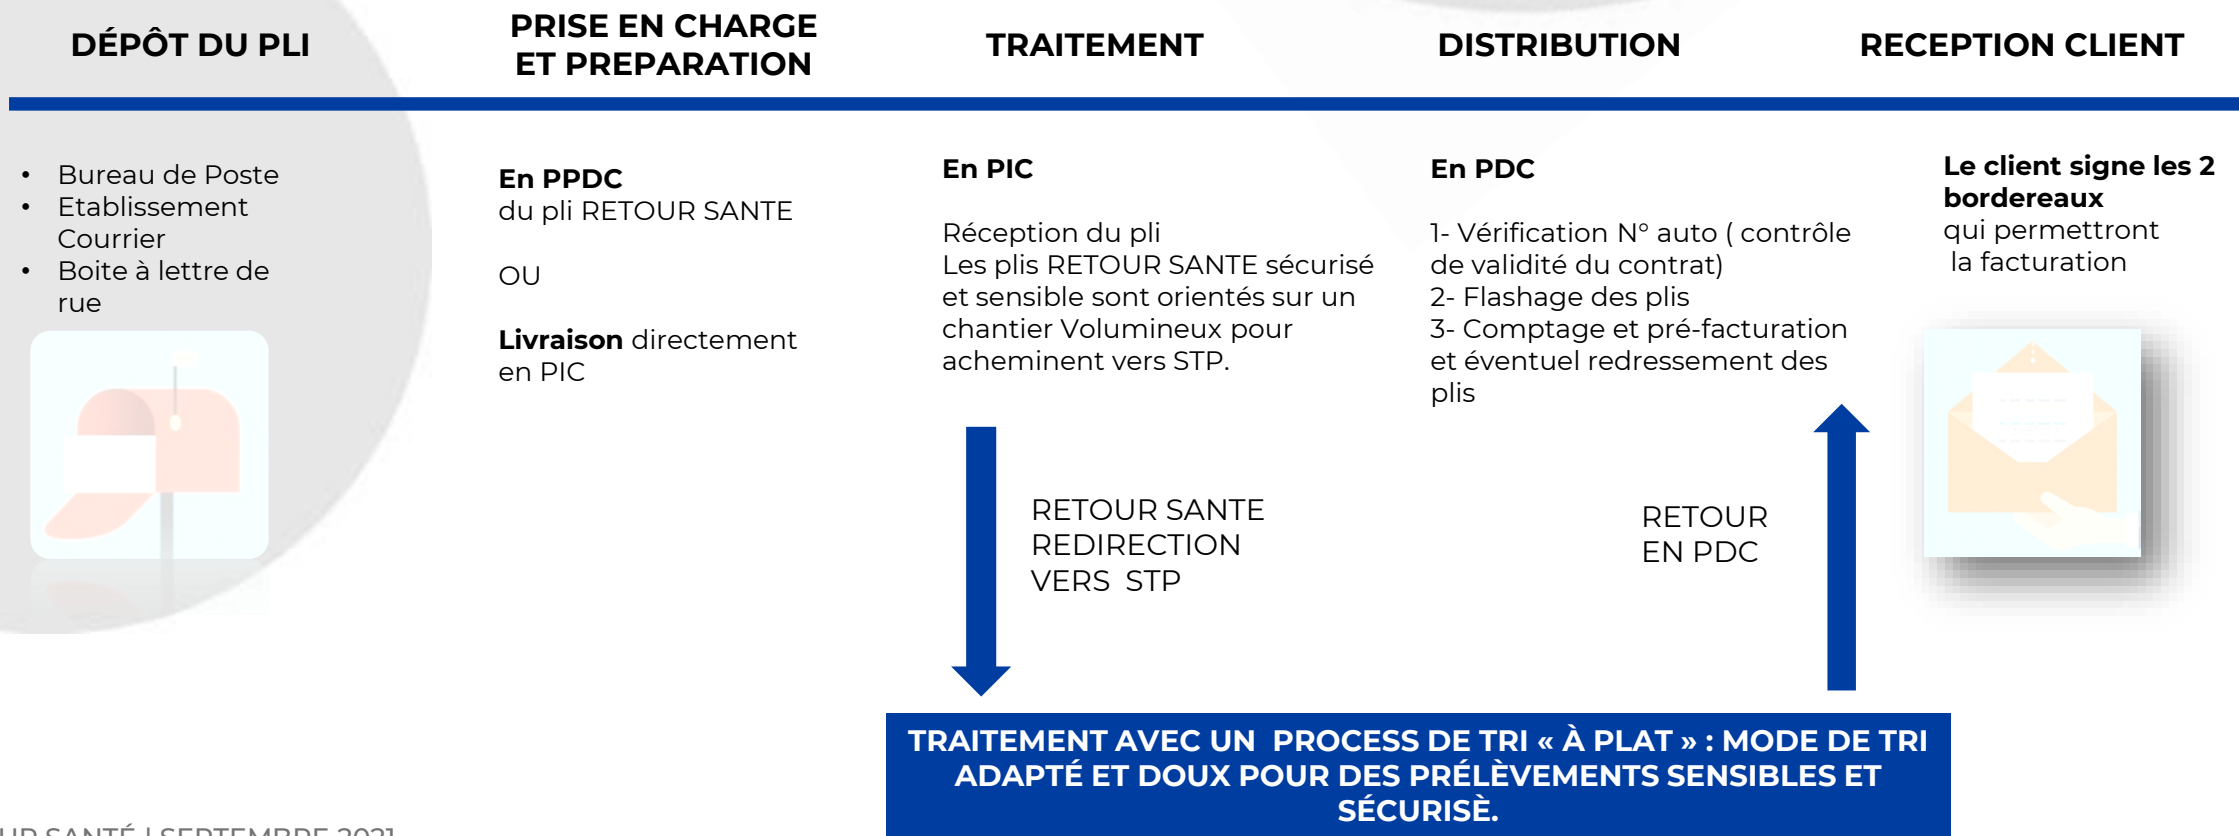 DÉPÔT DU PLI
PRISE EN CHARGE
ET PREPARATION
TRAITEMENT
DISTRIBUTION
RECEPTION CLIENT
• Bureau de Poste
• Etablissement
Courrier
• Boite à lettre de
rue
En PPDC
du pli RETOUR SANTE
OU
Livraison directement
en PIC
En PIC
Réception du pli
Les plis RETOUR SANTE sécurisé
et sensible sont orientés sur un
chantier Volumineux pour
acheminent vers STP.
En PDC
1- Vérification N° auto ( contrôle
de validité du contrat)
2- Flashage des plis
3- Comptage et pré-facturation
et éventuel redressement des
plis
Le client signe les 2
bordereaux
qui permettront
la facturation
RETOUR SANTE
REDIRECTION
VERS STP
RETOUR
EN PDC
TRAITEMENT AVEC UN PROCESS DE TRI « À PLAT » : MODE DE TRI
ADAPTÉ ET DOUX POUR DES PRÉLÈVEMENTS SENSIBLES ET
SÉCURISÈ.
UR SANTÉ | SEPTEMBRE 2021